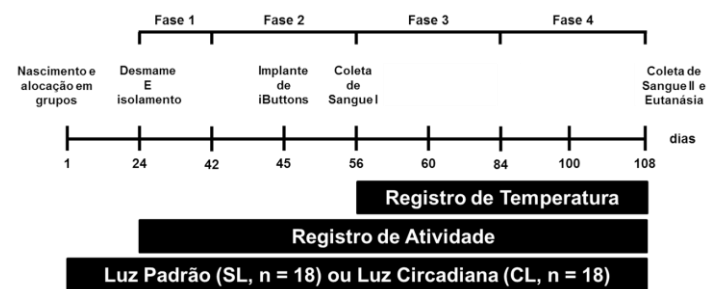 Fase 1 Fase 2 Fase 3 Fase 4
Nascimento e alocação em grupos
Desmame E isolamento
Implante de iButtons
Coleta de Sangue I
Coleta de Sangue II e Eutanásia
dias
1 24 42 45 56 60 84 100 108
Registro de Temperatura
Registro de Atividade
Luz Padrão (SL, n = 18) ou Luz Circadiana (CL, n = 18)